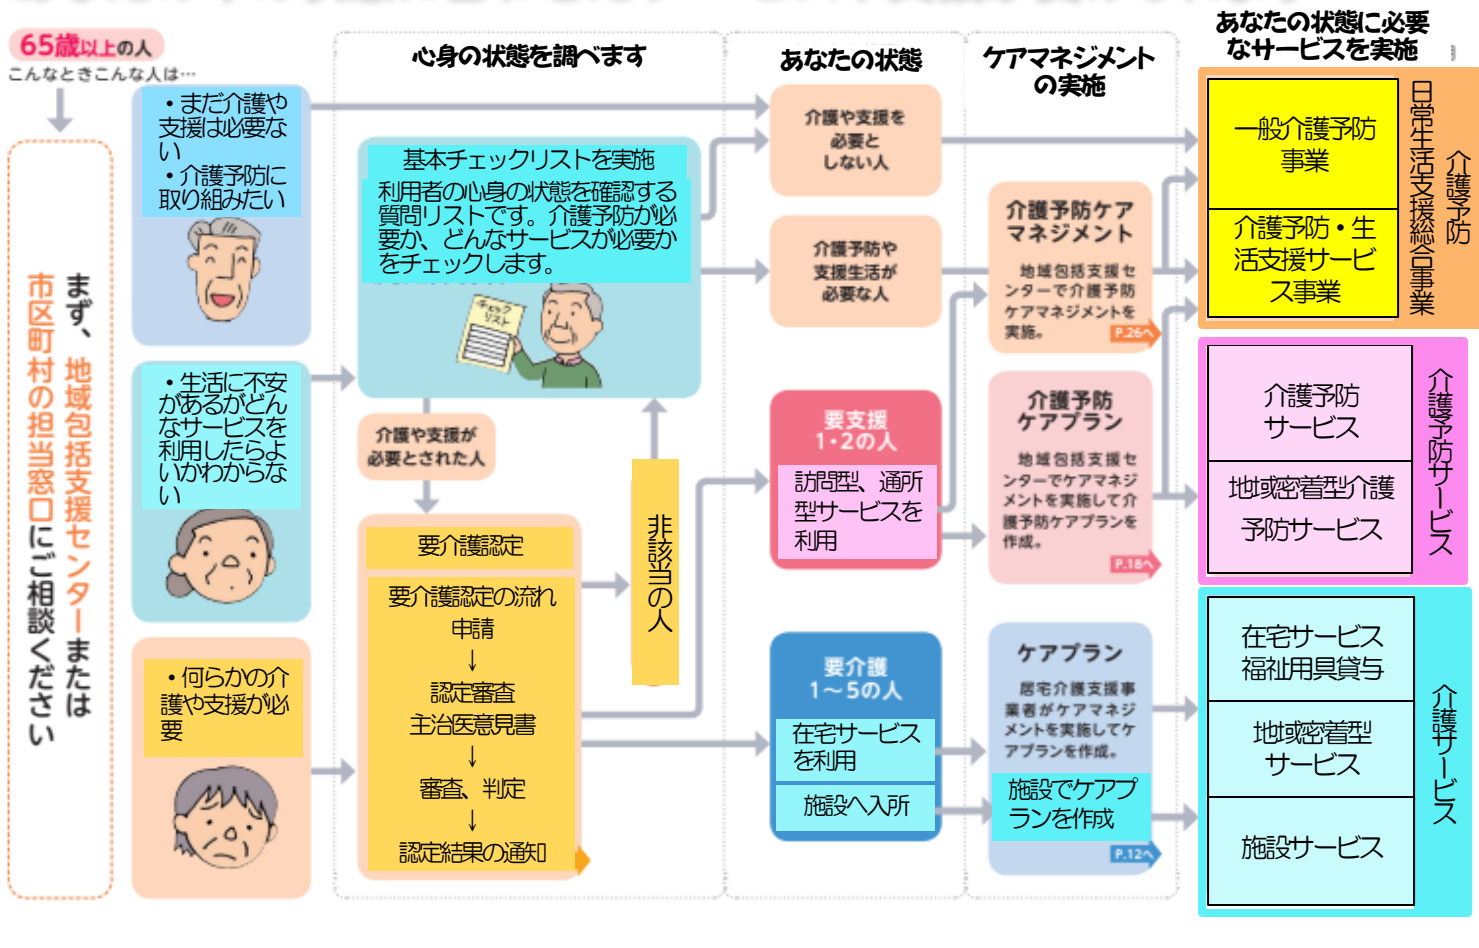 65歳以上の人
こんなときこんな人は…
まず、地域包括支援センターまたは
市区町村の担当窓口にご相談ください
・まだ介護や
支援は必要な
い
・介護予防に
取り組みたい
・生活に不安
があるがどん
なサービスを
利用したらよ
いかわからな
い
・何らかの介
護や支援が必
要
心身の状態を調べます
基本チェックリストを実施
利用者の心身の状態を確認する
質問リストです。介護予防が必
要か、どんなサービスが必要か
をチェックします。
チェック
リスト
介護や支援が
必要とされた人
要介護認定
要介護認定の流れ
申請
↓
認定審査
主治医意見書
↓
審査、判定
↓
認定結果の通知
非該当の人
あなたの状態
介護や支援を
必要と
しない人
介護予防や
支援生活が
必要な人
要支援
1・2の人
訪問型、通所
型サービスを
利用
要介護
1～5の人
在宅サービス
を利用
施設へ入所
ケアマネジメント
の実施
介護予防ケア
マネジメント
地域包括支援セ
ンターで介護予防
ケアマネジメントを
実施。
P.26へ
介護予防
ケアプラン
地域包括支援セ
ンターでケアマネジ
メントを実施して介
護予防ケアプランを
作成。
P.18へ
ケアプラン
居宅介護支援事
業者がケアマネジ
メントを実施してケ
アプランを作成。
施設でケアプ
ランを作成
P.12へ
あなたの状態に必要
なサービスを実施
一般介護予防
事業
介護予防・生
活支援サービ
ス事業
介護予防
日常生活支援総合事業
介護予防
サービス
地域密着型介護
予防サービス
介護予防サービス
在宅サービス
福祉用具貸与
地域密着型
サービス
施設サービス
介護サービス